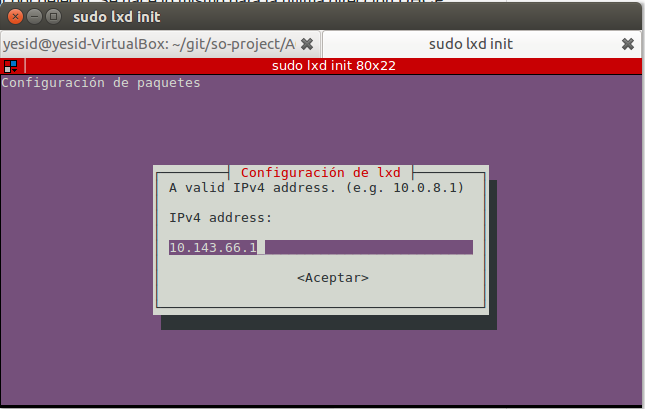 sudo lxd init
yesid@yesid-VirtualBox: ~/git/so-project/A
sudo lxd init
sudo lxd init 80x22
Configuración de paquetes
Configuración de lxd
A valid IPv4 address. (e.g. 10.0.8.1)
IPv4 address:
10.143.66.1
<Aceptar>